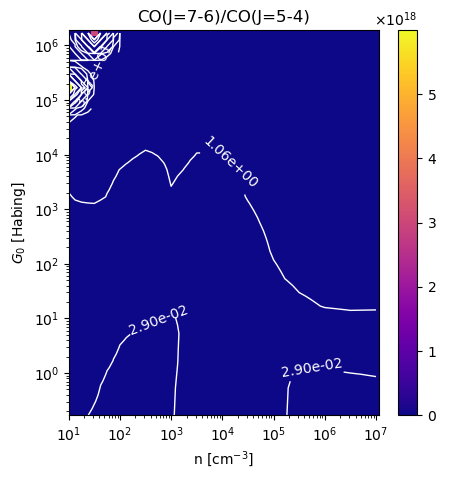 CO(J=7-6)/CO(J=5-4)
×10¹⁸
10⁶
10⁵
10⁴
10³
10²
10¹
10⁰
G₀ [Habing]
1.06e+00
2.90e-02
2.90e-02
5
4
3
2
1
0
10¹ 10² 10³ 10⁴ 10⁵ 10⁶ 10⁷
n [cm⁻³]